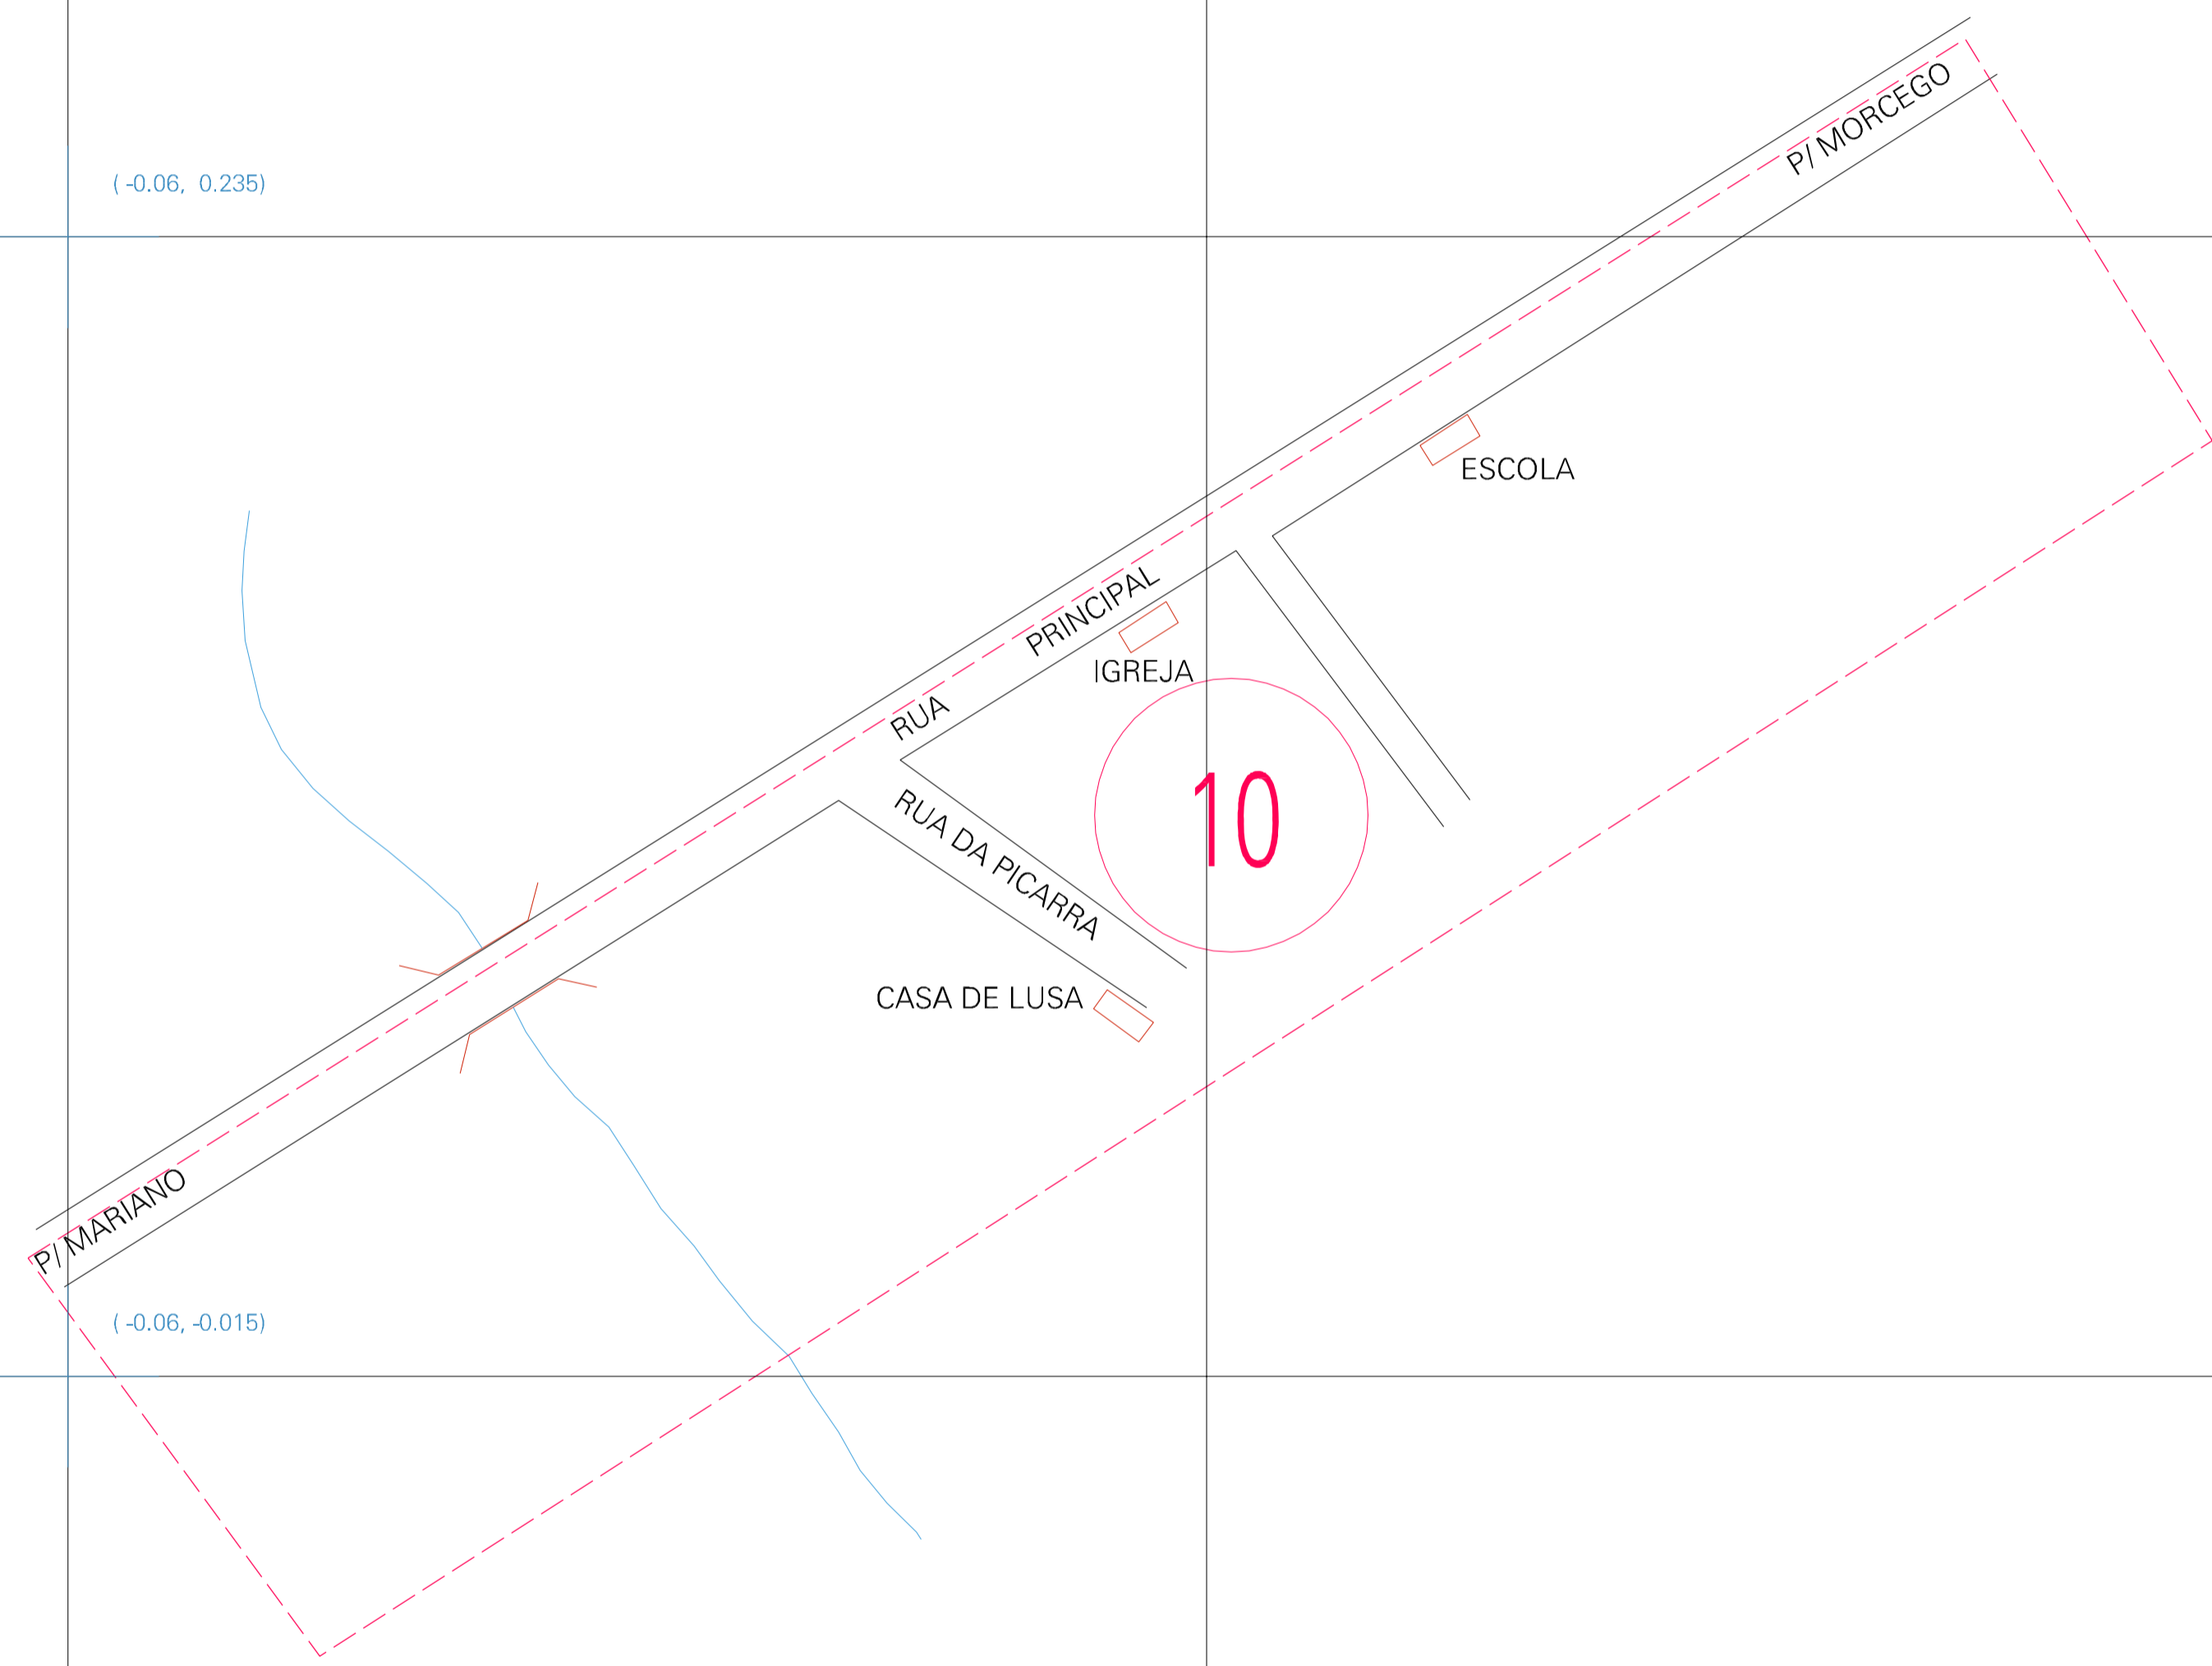 P/ MORCEGO
( -0.06,  0.235)
ESCOLA
RUA PRINCIPAL
IGREJA
10
RUA DA PICARRA
CASA DE LUSA
P/ MARIANO
( -0.06, -0.015)